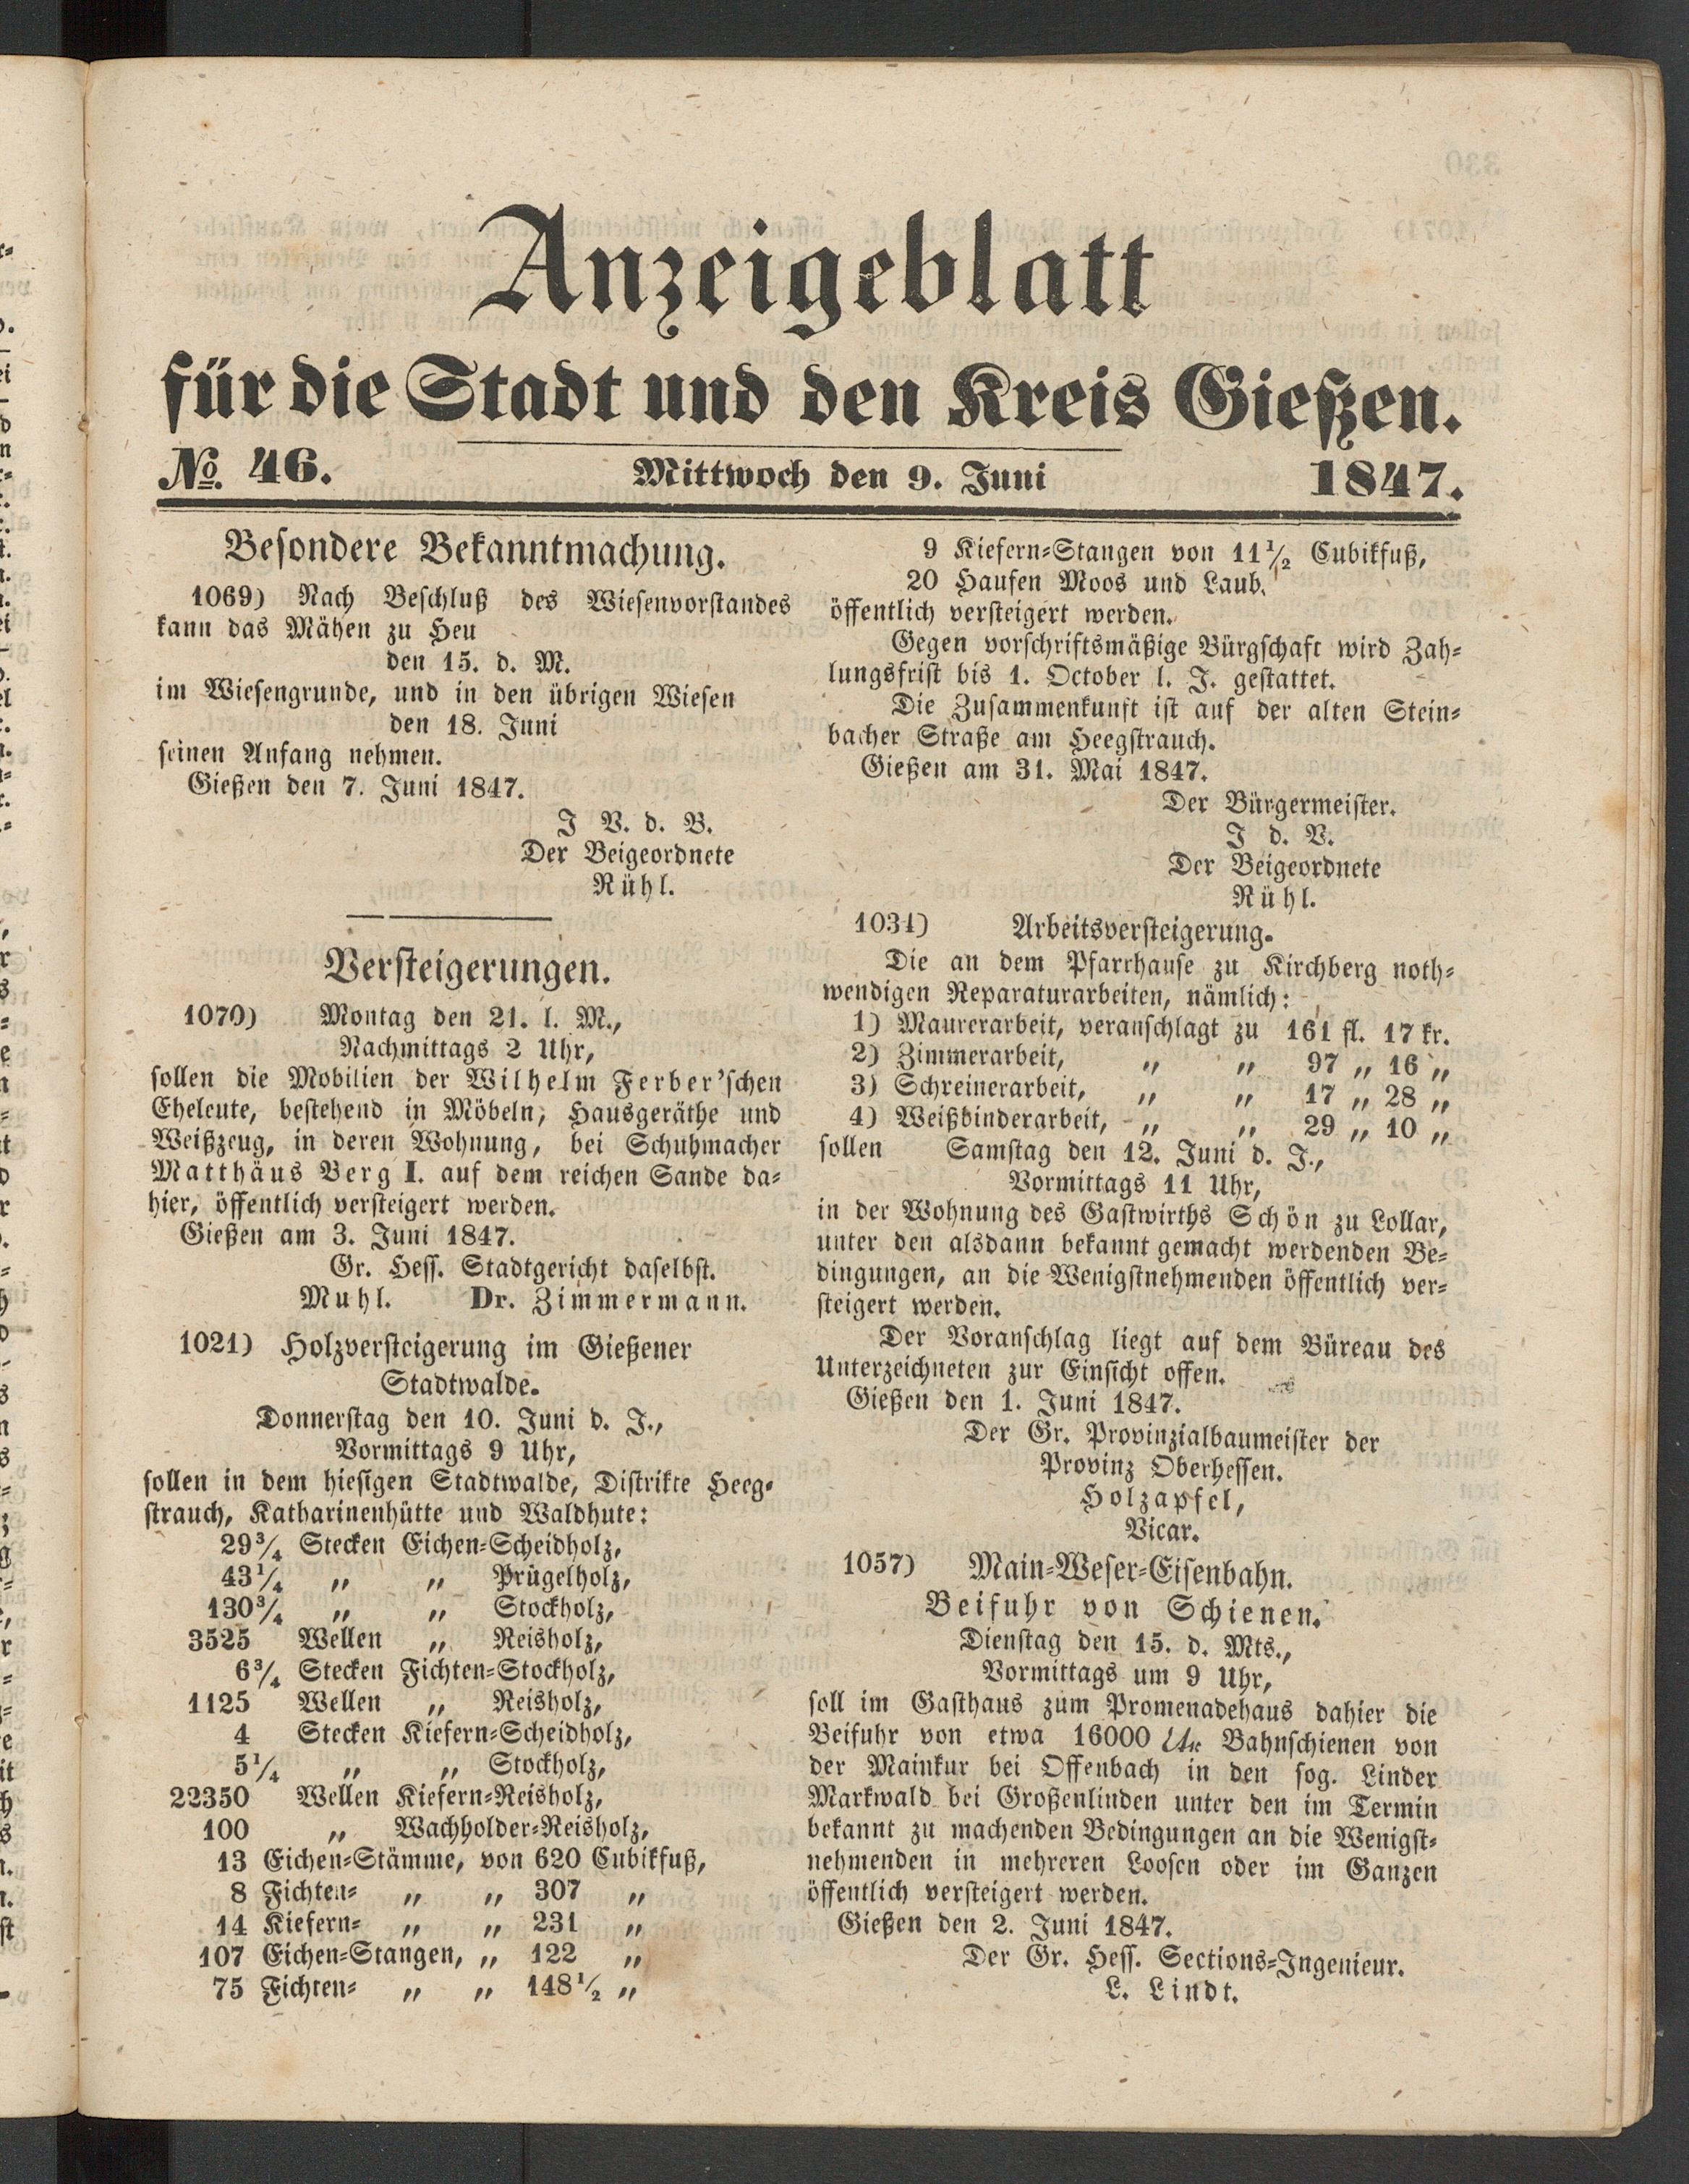 Anzeigeblatt
für die Stadt und den Kreis Gießen.
No. 46. Mittwoch den 9. Juni 1847.
Besondere Bekanntmachung.
1069) Nach Beschluß des Wiesenvorstandes
kann das Mähen zu Heu
den 15. d. M.
im Wiesengrunde, und in den übrigen Wiesen
den 18. Juni
seinen Anfang nehmen.
Gießen den 7. Juni 1847.
J V. d. B.
Der Beigeordnete
Rühl.
Versteigerungen.
1070) Montag den 21. l. M.,
Nachmittags 2 Uhr,
sollen die Mobilien der Wilhelm Ferber'schen
Eheleute, bestehend in Möbeln, Hausgeräthe und
Weißzeug, in deren Wohnung, bei Schuhmacher
Matthäus Berg I. auf dem reichen Sande da-
hier, öffentlich versteigert werden.
Gießen am 3. Juni 1847.
Gr. Hess. Stadtgericht daselbst.
Muhl. Dr. Zimmermann.
1021) Holzversteigerung im Gießener
Stadtwalde.
Donnerstag den 10. Juni d. J.,
Vormittags 9 Uhr,
sollen in dem hiesigen Stadtwalde, Distrikte Heeg-
strauch, Katharinenhütte und Waldhute:
29 3/4 Stecken Eichen-Scheidholz,
43 1/4 „ „ Prügelholz,
130 3/4 „ „ Stockholz,
3525 Wellen „ Reisholz,
6 3/4 Stecken Fichten-Stockholz,
1125 Wellen „ Reisholz,
4 Stecken Kiefern-Scheidholz,
5 1/4 „ „ Stockholz,
22350 Wellen Kiefern-Reisholz,
100 „ Wachholder-Reisholz,
13 Eichen-Stämme, von 620 Cubikfuß,
8 Fichten- „ „ 307 „
14 Kiefern- „ „ 231 „
107 Eichen-Stangen, „ 122 „
75 Fichten- „ „ 148 1/2 „
9 Kiefern-Stangen von 11 1/2 Cubikfuß,
20 Haufen Moos und Laub,
öffentlich versteigert werden.
Gegen vorschriftsmäßige Bürgschaft wird Zah-
lungsfrist bis 1. October l. J. gestattet.
Die Zusammenkunft ist auf der alten Stein-
bacher Straße am Heegstrauch.
Gießen am 31. Mai 1847.
Der Bürgermeister.
J d. V.
Der Beigeordnete
Rühl.
1034) Arbeitsversteigerung.
Die an dem Pfarrhause zu Kirchberg noth-
wendigen Reparaturarbeiten, nämlich:
1) Maurerarbeit, veranschlagt zu 161 fl. 17 kr.
2) Zimmerarbeit, „ „ 97 „ 16 „
3) Schreinerarbeit, „ „ 17 „ 28 „
4) Weißbinderarbeit, „ „ 29 „ 10 „
sollen Samstag den 12. Juni d. J.,
Vormittags 11 Uhr,
in der Wohnung des Gastwirths Schön zu Lollar,
unter den alsdann bekannt gemacht werdenden Be-
dingungen, an die Wenigstnehmenden öffentlich ver-
steigert werden.
Der Voranschlag liegt auf dem Büreau des
Unterzeichneten zur Einsicht offen.
Gießen den 1. Juni 1847.
Der Gr. Provinzialbaumeister der
Provinz Oberhessen.
Holzapfel,
Vicar.
1057) Main-Weser-Eisenbahn.
Beifuhr von Schienen.
Dienstag den 15. d. Mts.,
Vormittags um 9 Uhr,
soll im Gasthaus zum Promenadehaus dahier die
Beifuhr von etwa 16000 Bahnschienen von
der Mainkur bei Offenbach in den sog. Linder
Markwald bei Großenlinden unter den im Termin
bekannt zu machenden Bedingungen an die Wenigst-
nehmenden in mehreren Loosen oder im Ganzen
öffentlich versteigert werden.
Gießen den 2. Juni 1847.
Der Gr. Hess. Sections-Ingenieur.
L. Lindt.